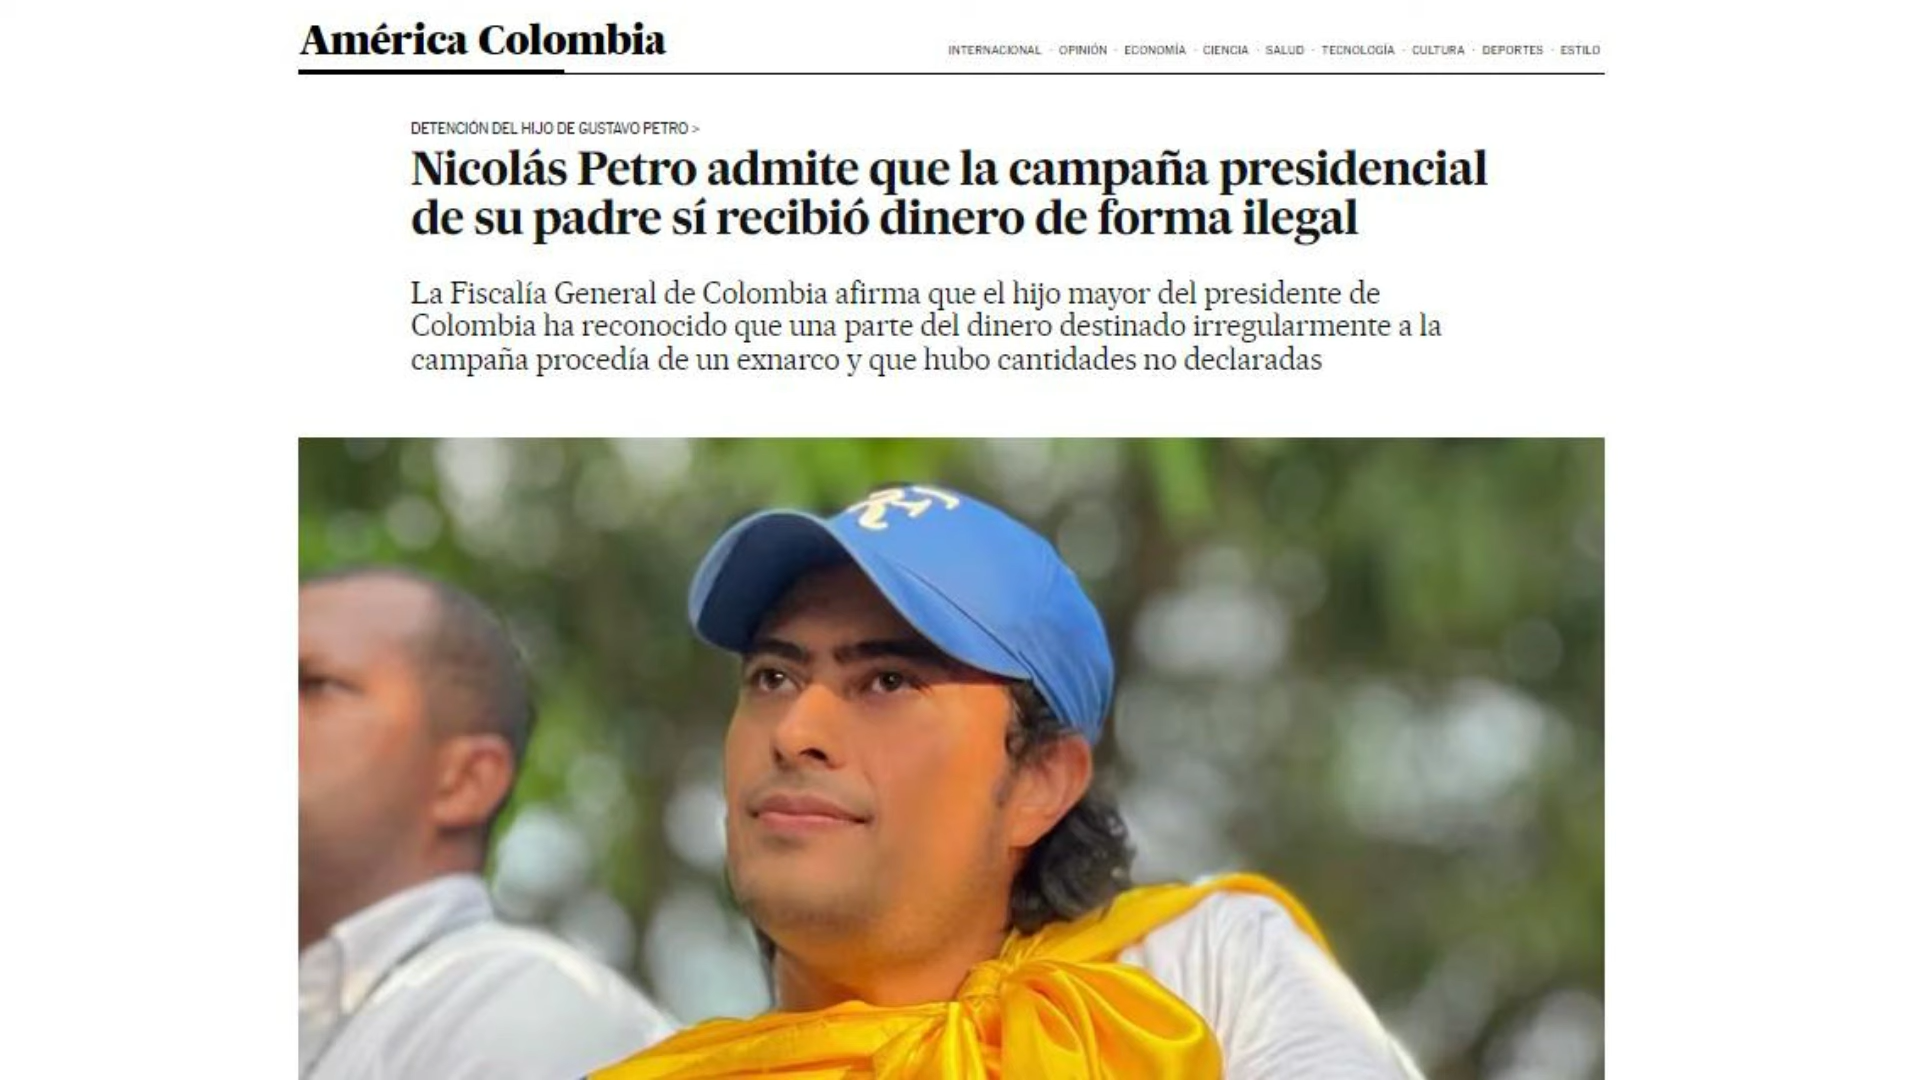 América Colombia
INTERNACIONAL · OPINIÓN · ECONOMÍA · CIENCIA · SALUD · TECNOLOGÍA · CULTURA · DEPORTES · ESTILO
DETENCIÓN DEL HIJO DE GUSTAVO PETRO >
Nicolás Petro admite que la campaña presidencial
de su padre sí recibió dinero de forma ilegal
La Fiscalía General de Colombia afirma que el hijo mayor del presidente de
Colombia ha reconocido que una parte del dinero destinado irregularmente a la
campaña procedía de un exnarco y que hubo cantidades no declaradas